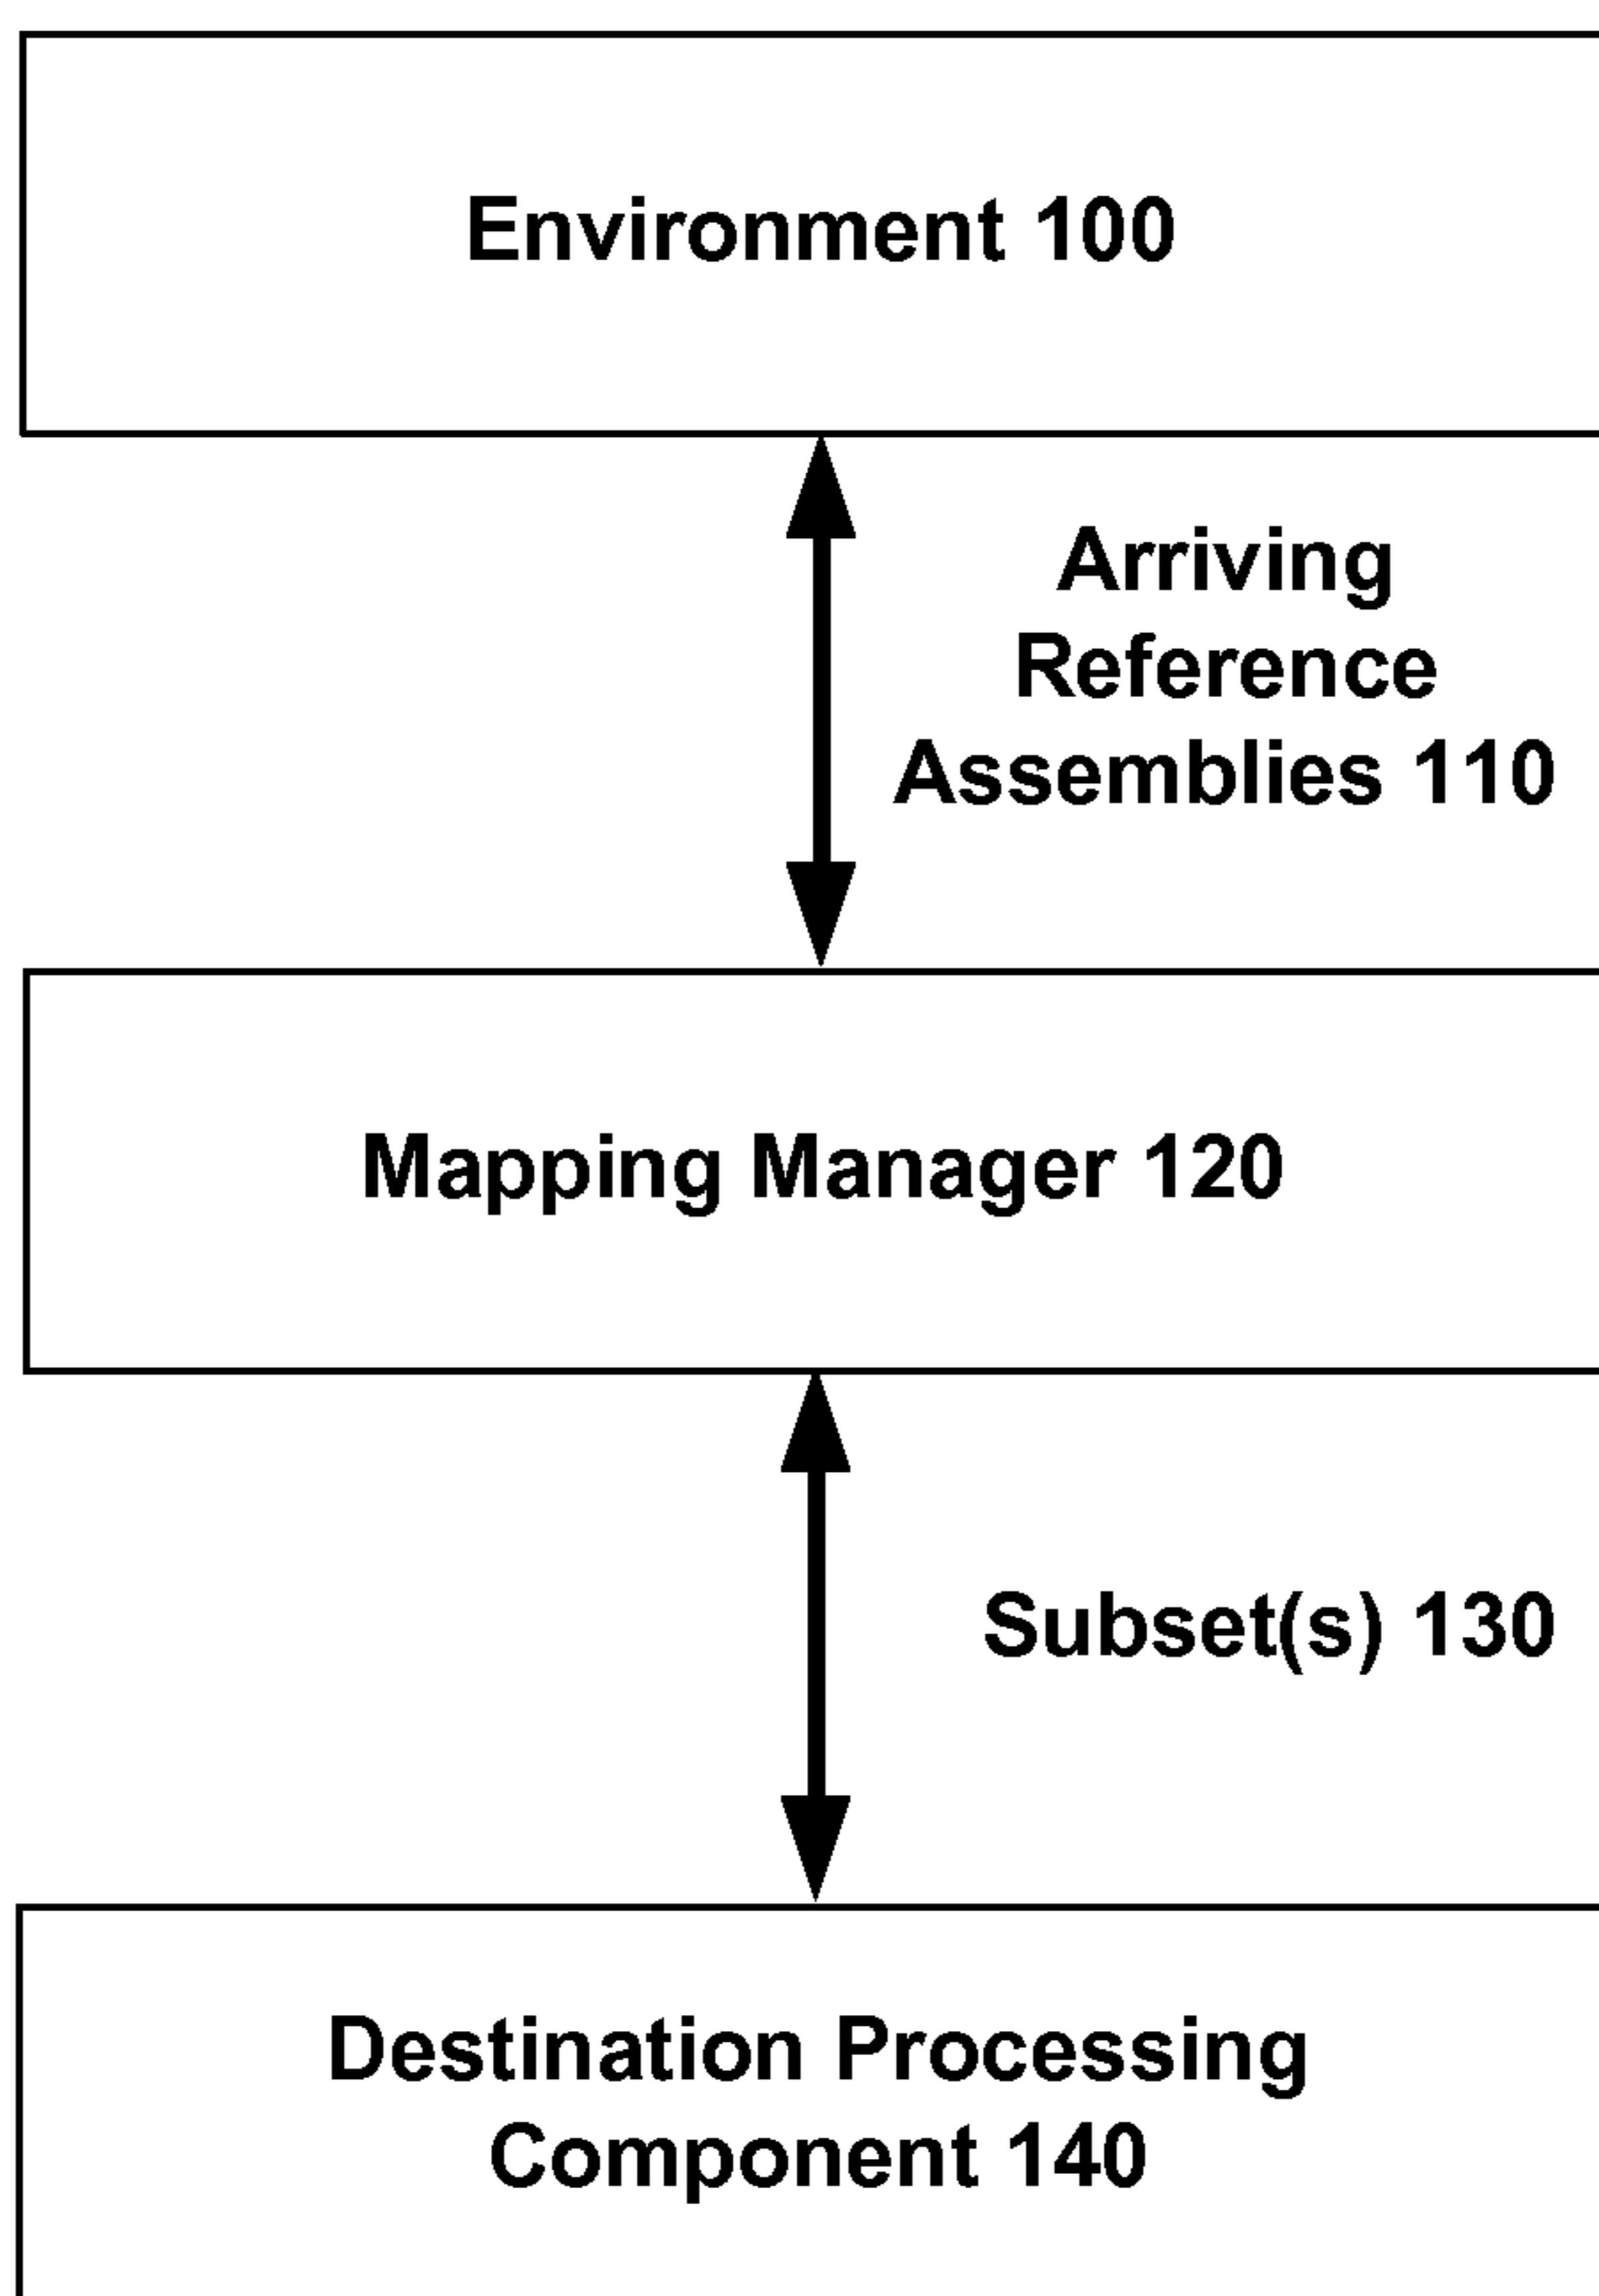 Environment 100
Arriving
Reference
Assemblies 110
Mapping Manager 120
Subset(s) 130
Destination Processing
Component 140